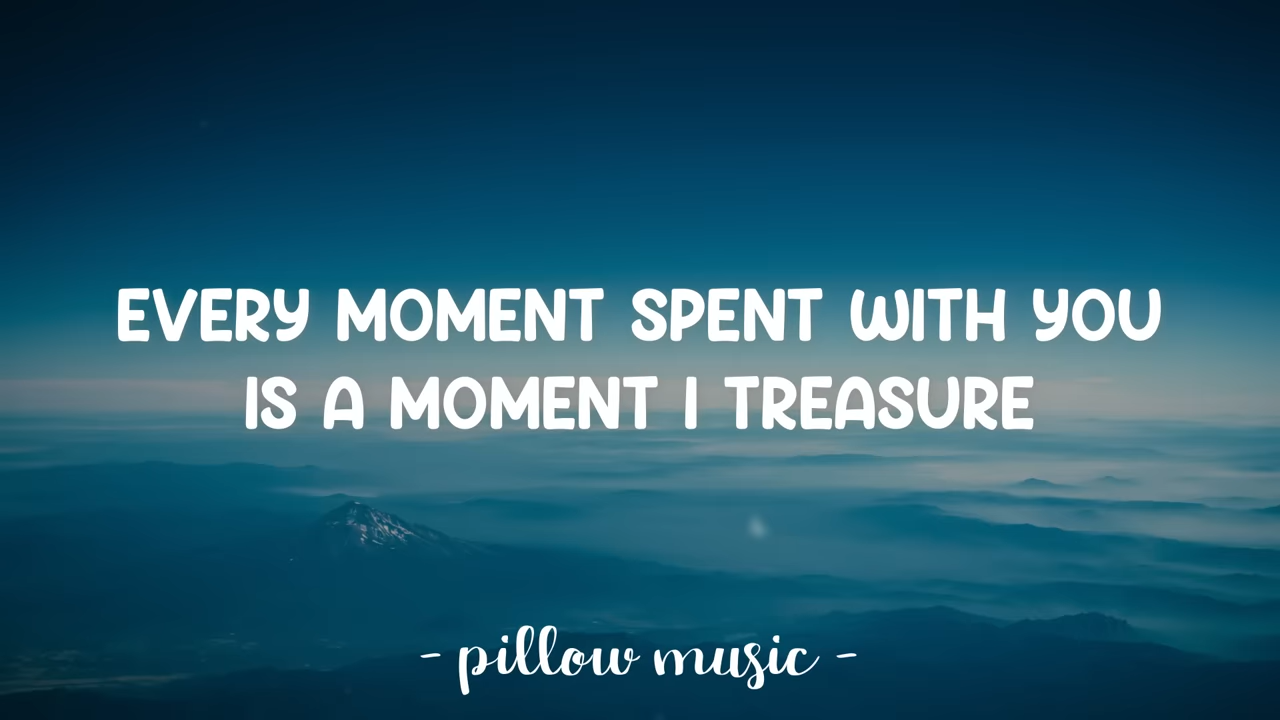 EVERY MOMENT SPENT WITH YOU
IS A MOMENT I TREASURE
- pillow music -